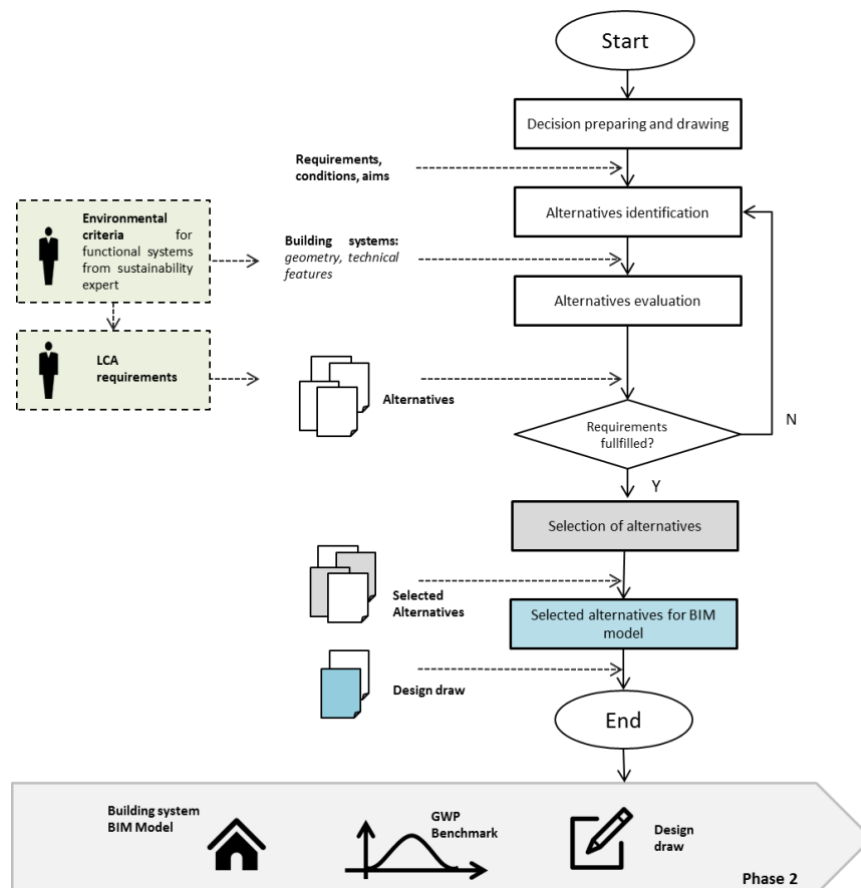 Start
Decision preparing and drawing
Requirements,
conditions, aims
Alternatives identification
Environmental
criteria for
functional systems
from sustainability
expert
Building systems:
geometry, technical
features
Alternatives evaluation
LCA
requirements
Alternatives
Requirements
fullfilled?
N
Y
Selection of alternatives
Selected
Alternatives
Selected alternatives for BIM
model
Design draw
End
Building system
BIM Model
GWP
Benchmark
Design
draw
Phase 2